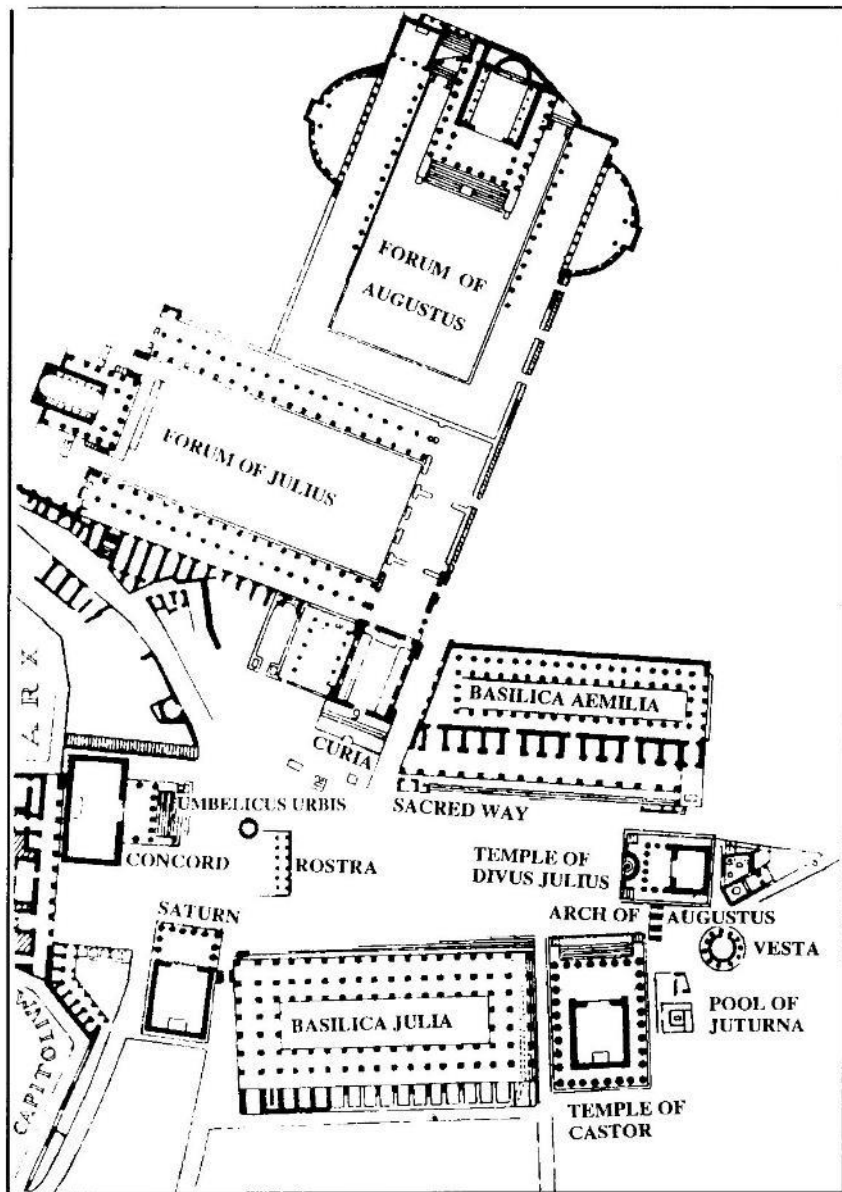 FORUM OF
AUGUSTUS
FORUM OF JULIUS
ARX
BASILICA AEMILIA
CURIA
UMBELICUS URBIS
SACRED WAY
CONCORD
ROSTRA
TEMPLE OF
DIVUS JULIUS
SATURN
ARCH OF AUGUSTUS
VESTA
BASILICA JULIA
POOL OF
JUTURNA
CAPITOLIVM
TEMPLE OF
CASTOR